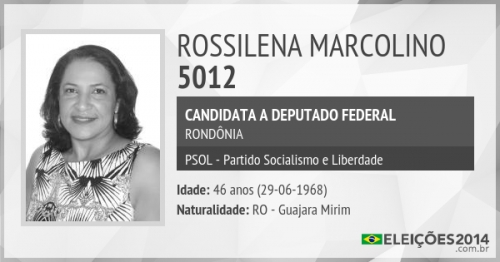 ROSSILENA MARCOLINO
5012
CANDIDATA A DEPUTADO FEDERAL
RONDÔNIA
PSOL - Partido Socialismo e Liberdade
Idade: 46 anos (29-06-1968)
Naturalidade: RO - Guajara Mirim
ELEIÇÕES2014
.com.br